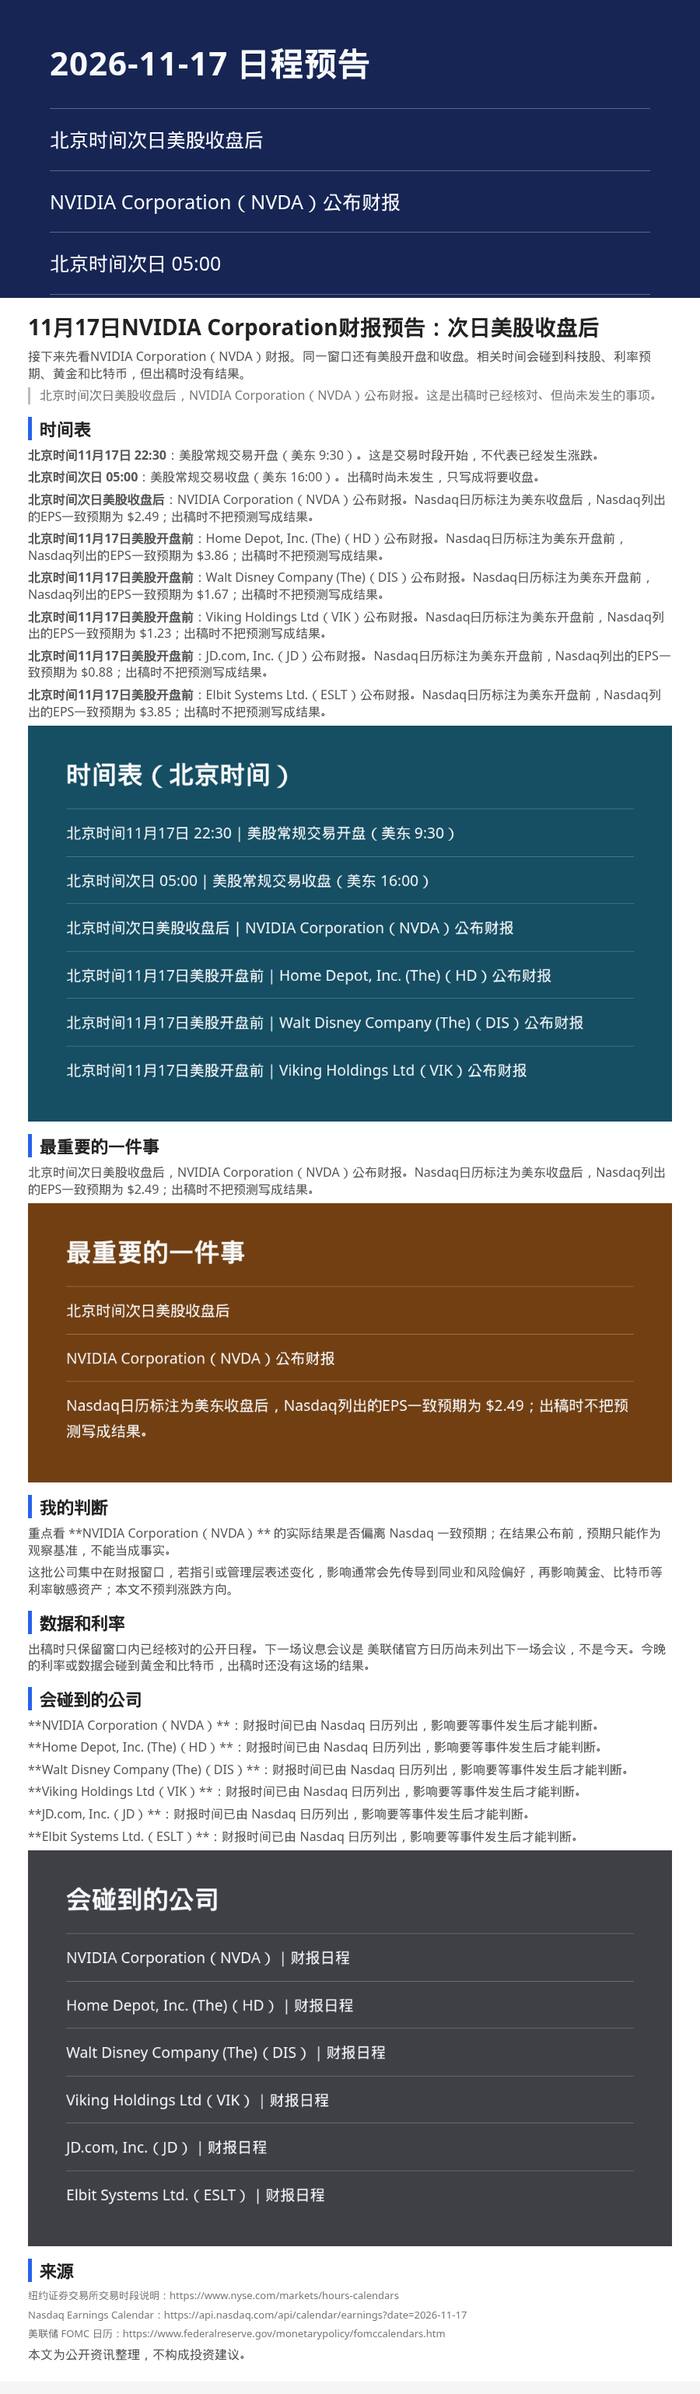 2026-11-17 日程预告
北京时间次日美股收盘后
NVIDIA Corporation（NVDA）公布财报
北京时间次日 05:00
11月17日NVIDIA Corporation财报预告：次日美股收盘后
接下来先看NVIDIA Corporation（NVDA）财报。同一窗口还有美股开盘和收盘。相关时间会碰到科技股、利率预
期、黄金和比特币，但出稿时没有结果。
北京时间次日美股收盘后，NVIDIA Corporation（NVDA）公布财报。这是出稿时已经核对、但尚未发生的事项。
时间表
北京时间11月17日 22:30：美股常规交易开盘（美东 9:30）。这是交易时段开始，不代表已经发生涨跌。
北京时间次日 05:00：美股常规交易收盘（美东 16:00）。出稿时尚未发生，只写成将要收盘。
北京时间次日美股收盘后：NVIDIA Corporation（NVDA）公布财报。Nasdaq日历标注为美东收盘后，Nasdaq列出
的EPS一致预期为 $2.49；出稿时不把预测写成结果。
北京时间11月17日美股开盘前：Home Depot, Inc. (The)（HD）公布财报。Nasdaq日历标注为美东开盘前，
Nasdaq列出的EPS一致预期为 $3.86；出稿时不把预测写成结果。
北京时间11月17日美股开盘前：Walt Disney Company (The)（DIS）公布财报。Nasdaq日历标注为美东开盘前，
Nasdaq列出的EPS一致预期为 $1.67；出稿时不把预测写成结果。
北京时间11月17日美股开盘前：Viking Holdings Ltd（VIK）公布财报。Nasdaq日历标注为美东开盘前，Nasdaq列
出的EPS一致预期为 $1.23；出稿时不把预测写成结果。
北京时间11月17日美股开盘前：JD.com, Inc.（JD）公布财报。Nasdaq日历标注为美东开盘前，Nasdaq列出的EPS一
致预期为 $0.88；出稿时不把预测写成结果。
北京时间11月17日美股开盘前：Elbit Systems Ltd.（ESLT）公布财报。Nasdaq日历标注为美东开盘前，Nasdaq列
出的EPS一致预期为 $3.85；出稿时不把预测写成结果。
时间表（北京时间）
北京时间11月17日 22:30 | 美股常规交易开盘（美东 9:30）
北京时间次日 05:00 | 美股常规交易收盘（美东 16:00）
北京时间次日美股收盘后 | NVIDIA Corporation（NVDA）公布财报
北京时间11月17日美股开盘前 | Home Depot, Inc. (The)（HD）公布财报
北京时间11月17日美股开盘前 | Walt Disney Company (The)（DIS）公布财报
北京时间11月17日美股开盘前 | Viking Holdings Ltd（VIK）公布财报
最重要的一件事
北京时间次日美股收盘后，NVIDIA Corporation（NVDA）公布财报。Nasdaq日历标注为美东收盘后，Nasdaq列出
的EPS一致预期为 $2.49；出稿时不把预测写成结果。
最重要的一件事
北京时间次日美股收盘后
NVIDIA Corporation（NVDA）公布财报
Nasdaq日历标注为美东收盘后，Nasdaq列出的EPS一致预期为 $2.49；出稿时不把预
测写成结果。
我的判断
重点看 **NVIDIA Corporation（NVDA）** 的实际结果是否偏离 Nasdaq 一致预期；在结果公布前，预期只能作为
观察基准，不能当成事实。
这批公司集中在财报窗口，若指引或管理层表述变化，影响通常会先传导到同业和风险偏好，再影响黄金、比特币等
利率敏感资产；本文不预判涨跌方向。
数据和利率
出稿时只保留窗口内已经核对的公开日程。下一场议息会议是 美联储官方日历尚未列出下一场会议，不是今天。今晚
的利率或数据会碰到黄金和比特币，出稿时还没有这场的结果。
会碰到的公司
**NVIDIA Corporation（NVDA）**：财报时间已由 Nasdaq 日历列出，影响要等事件发生后才能判断。
**Home Depot, Inc. (The)（HD）**：财报时间已由 Nasdaq 日历列出，影响要等事件发生后才能判断。
**Walt Disney Company (The)（DIS）**：财报时间已由 Nasdaq 日历列出，影响要等事件发生后才能判断。
**Viking Holdings Ltd（VIK）**：财报时间已由 Nasdaq 日历列出，影响要等事件发生后才能判断。
**JD.com, Inc.（JD）**：财报时间已由 Nasdaq 日历列出，影响要等事件发生后才能判断。
**Elbit Systems Ltd.（ESLT）**：财报时间已由 Nasdaq 日历列出，影响要等事件发生后才能判断。
会碰到的公司
NVIDIA Corporation（NVDA）｜财报日程
Home Depot, Inc. (The)（HD）｜财报日程
Walt Disney Company (The)（DIS）｜财报日程
Viking Holdings Ltd（VIK）｜财报日程
JD.com, Inc.（JD）｜财报日程
Elbit Systems Ltd.（ESLT）｜财报日程
来源
纽约证券交易所交易时段说明：https://www.nyse.com/markets/hours-calendars
Nasdaq Earnings Calendar：https://api.nasdaq.com/api/calendar/earnings?date=2026-11-17
美联储 FOMC 日历：https://www.federalreserve.gov/monetarypolicy/fomccalendars.htm
本文为公开资讯整理，不构成投资建议。